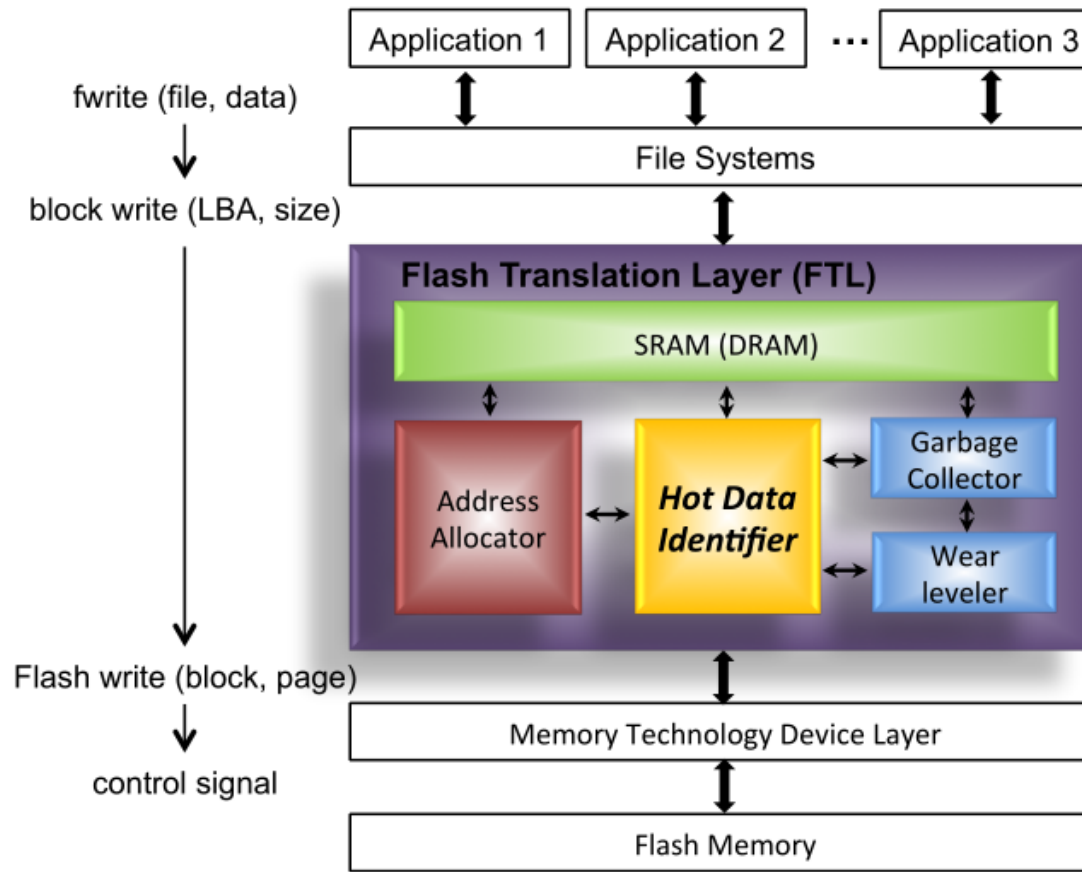 Application 1
Application 2
...
Application 3
fwrite (file, data)
File Systems
block write (LBA, size)
Flash Translation Layer (FTL)
SRAM (DRAM)
Address
Allocator
Hot Data
Identifier
Garbage
Collector
Wear
leveler
Flash write (block, page)
Memory Technology Device Layer
control signal
Flash Memory